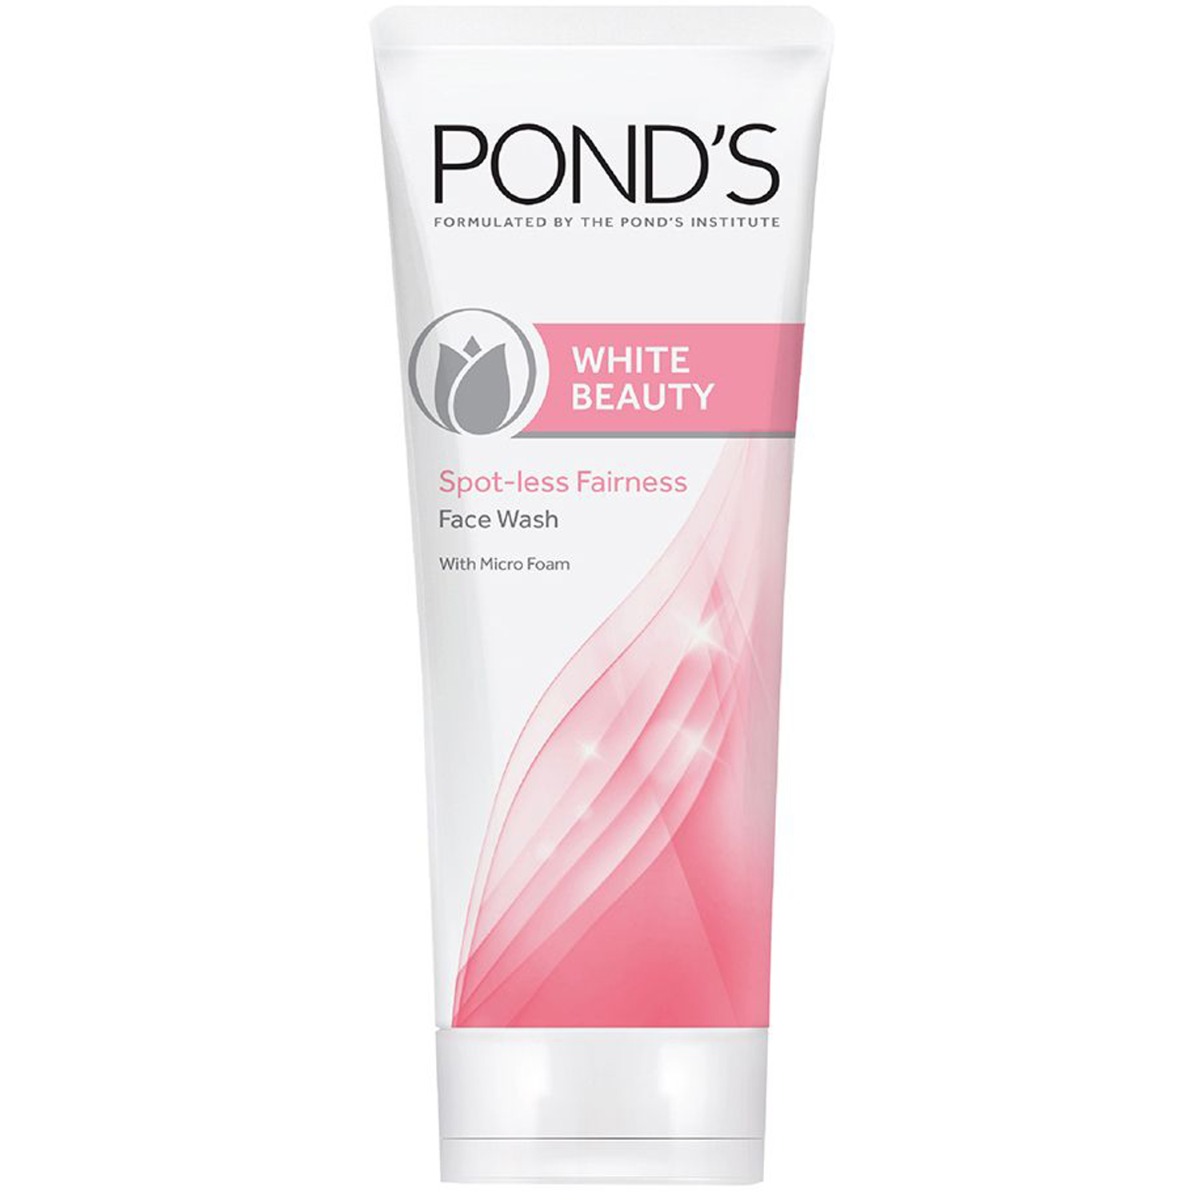 POND'S
FORMULATED BY THE POND'S INSTITUTE
WHITE
BEAUTY
Spot-less Fairness
Face Wash
With Micro Foam